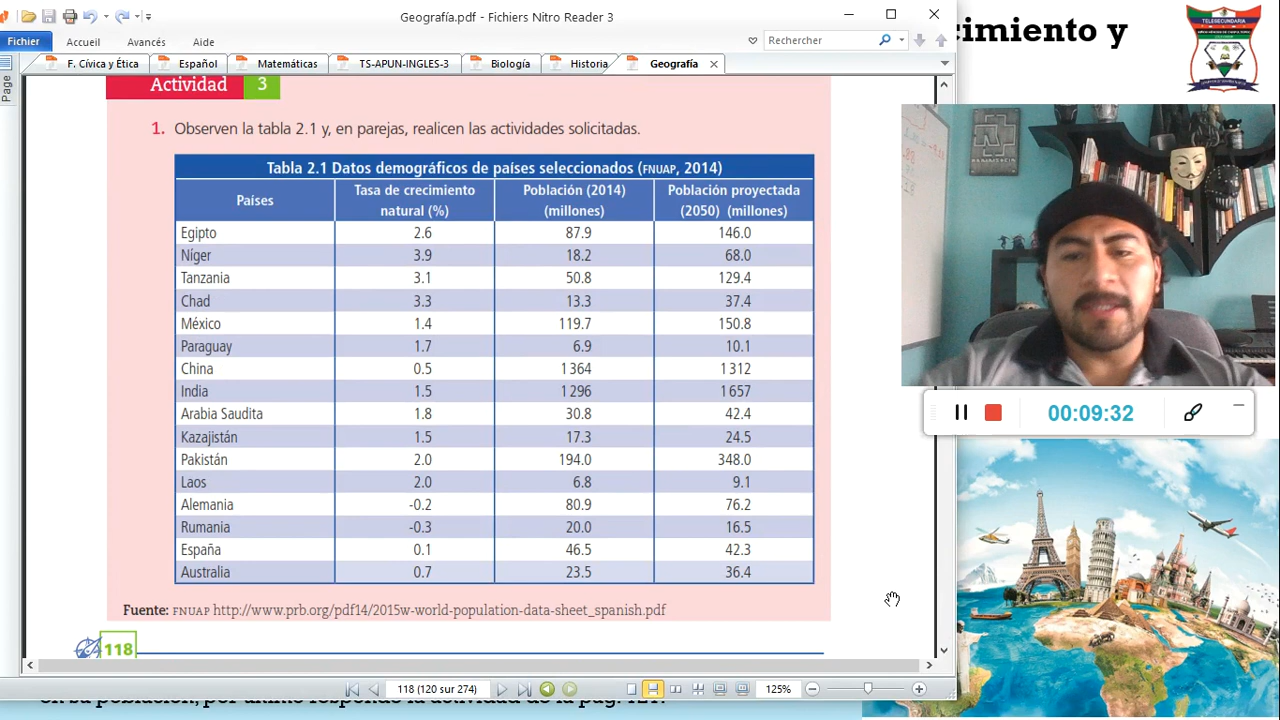 Geografía.pdf - Fichier Nitro Reader 3
cimiento y
TELESECUNDARIA
Fichier Accueil Avancés Aide
F. Cívica y Ética Español Matemáticas TS-APUN-INGLES-3 Historia Geografía
Page
Actividad 3
1. Observen la tabla 2.1 y, en parejas, realicen las actividades solicitadas.
Tabla 2.1 Datos demográficos de países selecionados (FNUAP, 2014)
Países Tasa de crecimiento natural (%) Población (2014) (millones) Población proyectada (2050) (millones)
Egipto 2.6 87.9 146.0
Níger 3.9 18.2 68.0
Tanzania 3.1 50.8 129.4
Chad 3.3 13.3 37.4
México 1.4 119.7 150.8
Paraguay 1.7 6.9 10.1
China 0.5 1 364 1 312
India 1.5 1 296 1 657
Arabia Saudita 1.8 30.8 42.4
Kazajistán 1.5 17.3 24.5
Pakistán 2.0 194.0 348.0
Laos 2.0 6.8 9.1
Alemania -0.2 80.9 76.2
Rumania -0.3 20.0 16.5
España 0.1 46.5 42.3
Australia 0.7 23.5 36.4
Fuente: FNUAP http://www.prb.org/pdf14/2015w-world-population-data-sheet_spanish.pdf
118
118 (120 sur 274) 125%
RAMMSTEIN
00:09:32